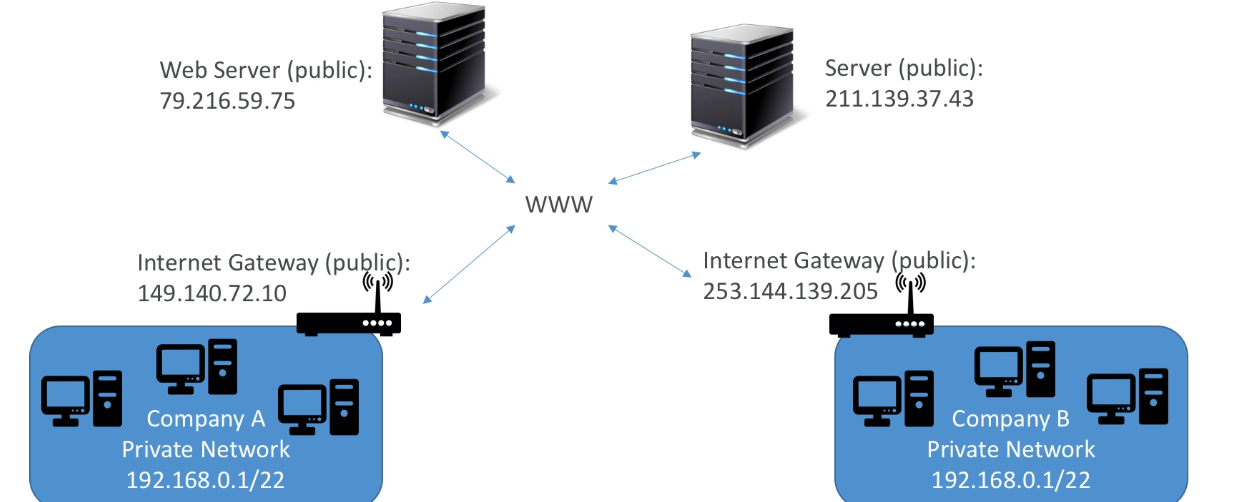 Web Server (public):
79.216.59.75
Server (public):
211.139.37.43
WWW
Internet Gateway (public):
149.140.72.10
Internet Gateway (public):
253.144.139.205
Company A
Private Network
192.168.0.1/22
Company B
Private Network
192.168.0.1/22